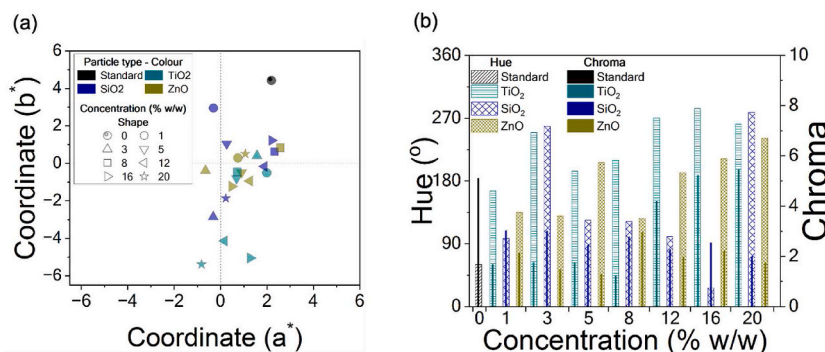 (a)
Coordinate (b*)
6
4
2
0
−2
−4
−6
Particle type - Colour
Standard TiO2
SiO2 ZnO
Concentration (% w/w)
Shape
0 1
3 5
8 12
16 20
−6 −4 −2 0 2 4 6
Coordinate (a*)
(b)
Hue (º)
360
270
180
90
0
Hue Chroma
Standard Standard
TiO₂ TiO₂
SiO₂ SiO₂
ZnO ZnO
10
8
6
4
2
0
Chroma
0 1 3 5 8 12 16 20
Concentration (% w/w)